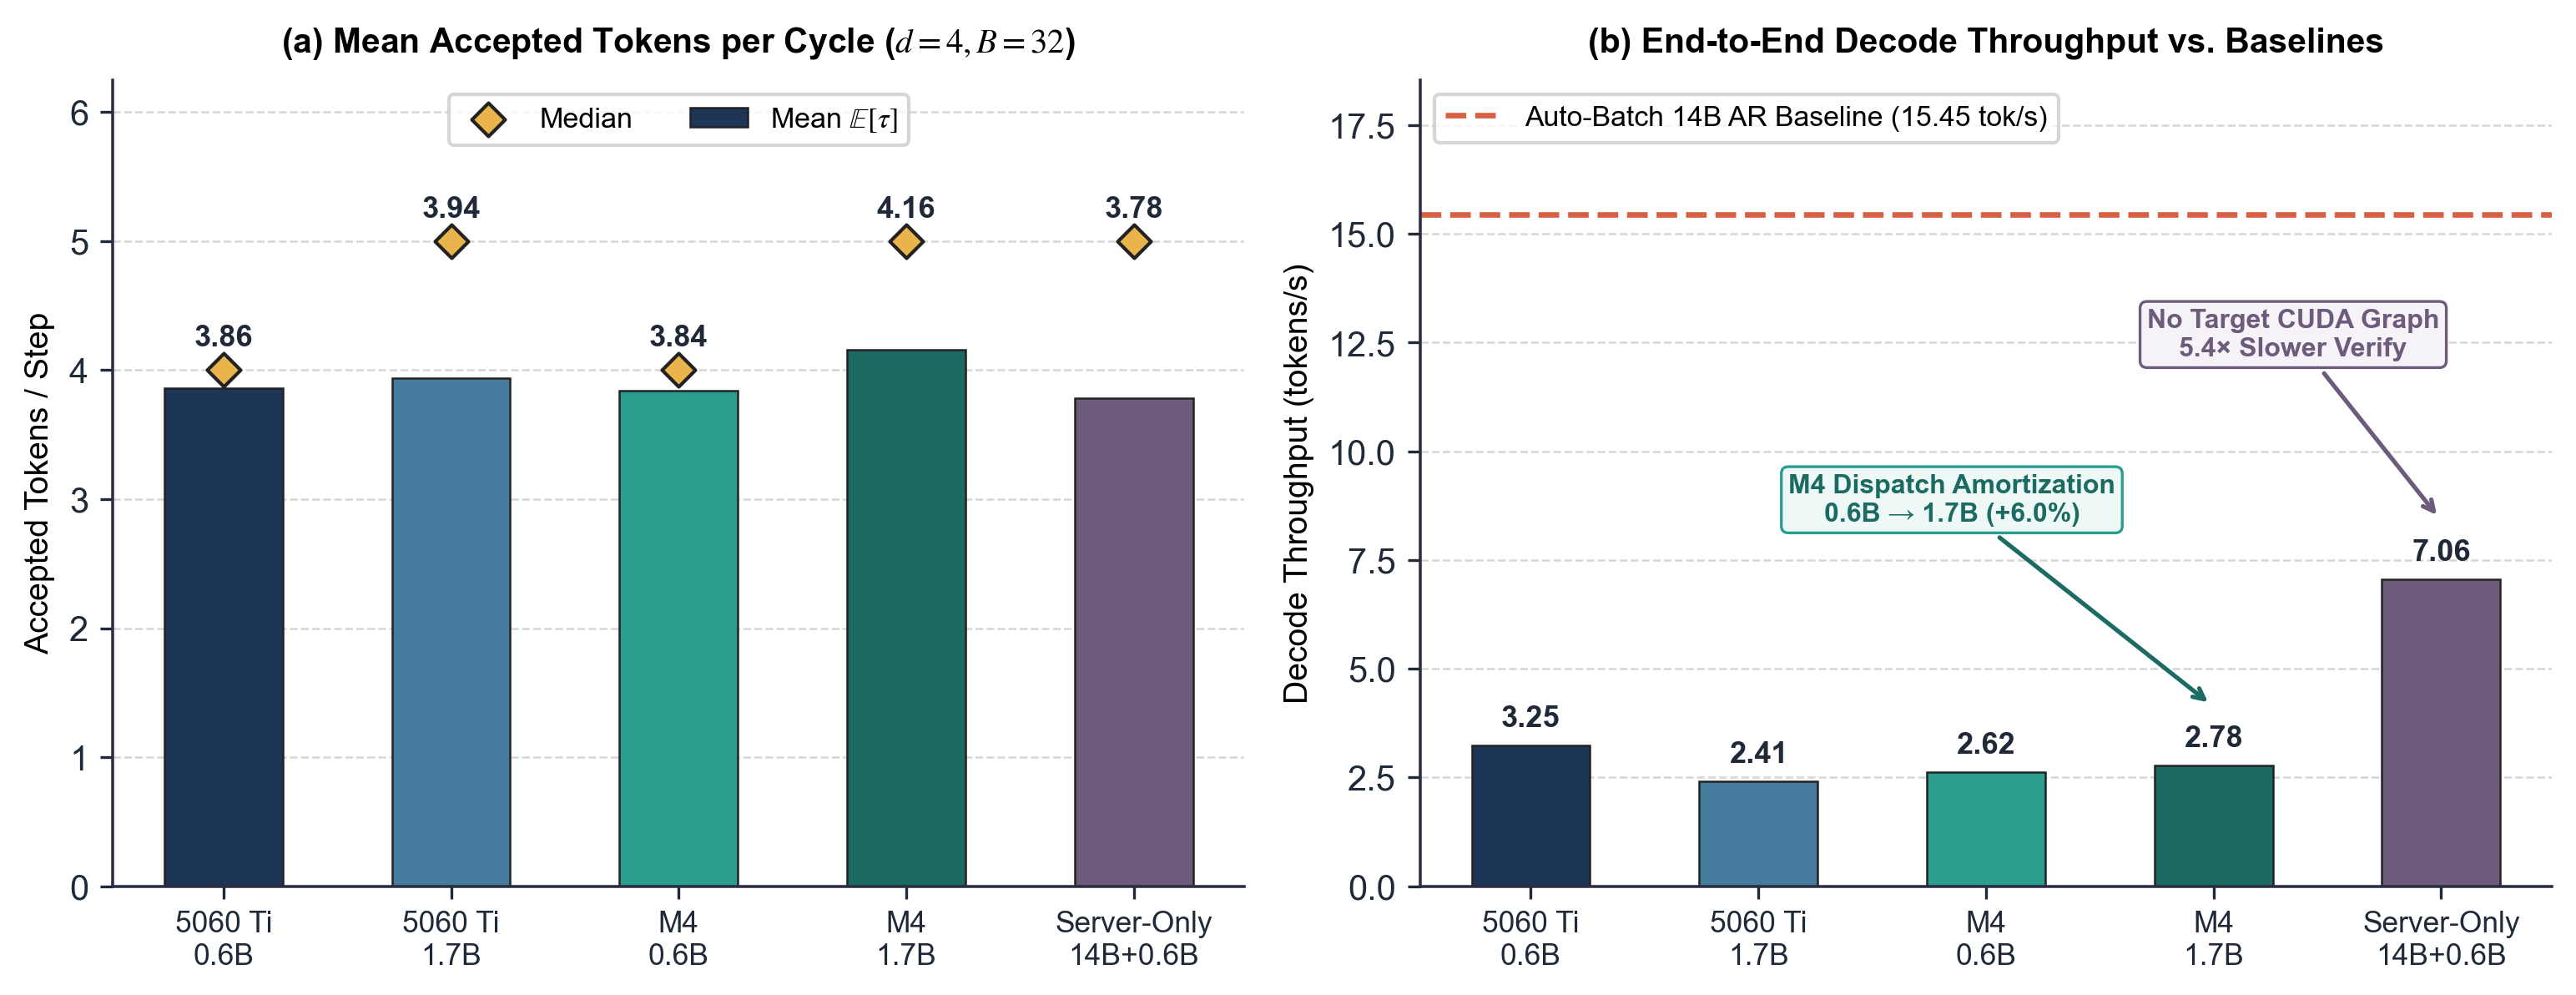 (a) Mean Accepted Tokens per Cycle (d = 4, B = 32)
Median
Mean 𝔼[τ]
Accepted Tokens / Step
6
5
4
3
2
1
0
3.86
3.94
3.84
4.16
3.78
5060 Ti
0.6B
5060 Ti
1.7B
M4
0.6B
M4
1.7B
Server-Only
14B+0.6B
(b) End-to-End Decode Throughput vs. Baselines
Auto-Batch 14B AR Baseline (15.45 tok/s)
Decode Throughput (tokens/s)
17.5
15.0
12.5
10.0
7.5
5.0
2.5
0.0
No Target CUDA Graph
5.4× Slower Verify
M4 Dispatch Amortization
0.6B → 1.7B (+6.0%)
3.25
2.41
2.62
2.78
7.06
5060 Ti
0.6B
5060 Ti
1.7B
M4
0.6B
M4
1.7B
Server-Only
14B+0.6B